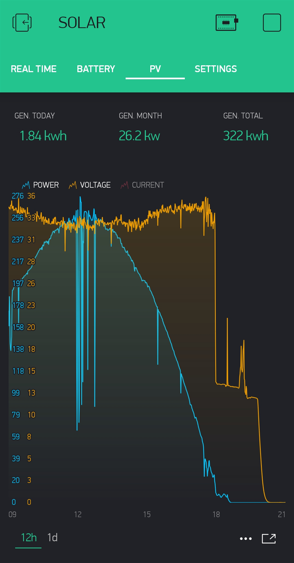 SOLAR
REAL TIME BATTERY PV SETTINGS
GEN. TODAY GEN. MONTH GEN. TOTAL
1.84 kwh 26.2 kw 322 kwh
POWER VOLTAGE CURRENT
276 36
256 33
237 31
217 28
197 26
178 23
158 20
138 18
118 15
99 13
79 10
59 8
39 5
20 3
0 0
09 12 15 18 21
12h 1d